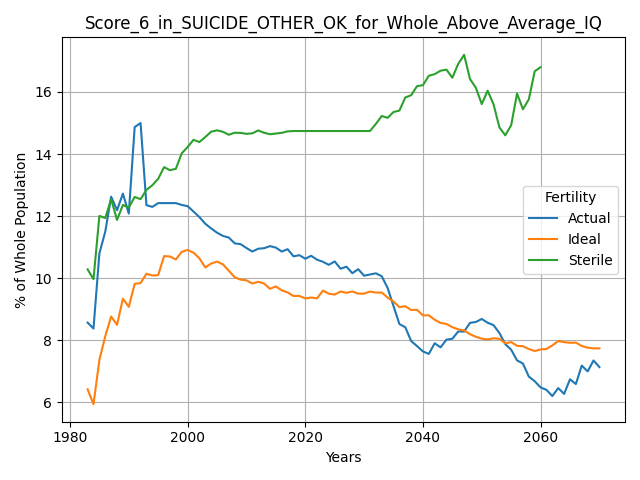 Score_6_in_SUICIDE_OTHER_OK_for_Whole_Above_Average_IQ
% of Whole Population
16
14
12
10
8
6
Fertility
Actual
Ideal
Sterile
1980
2000
2020
2040
2060
Years